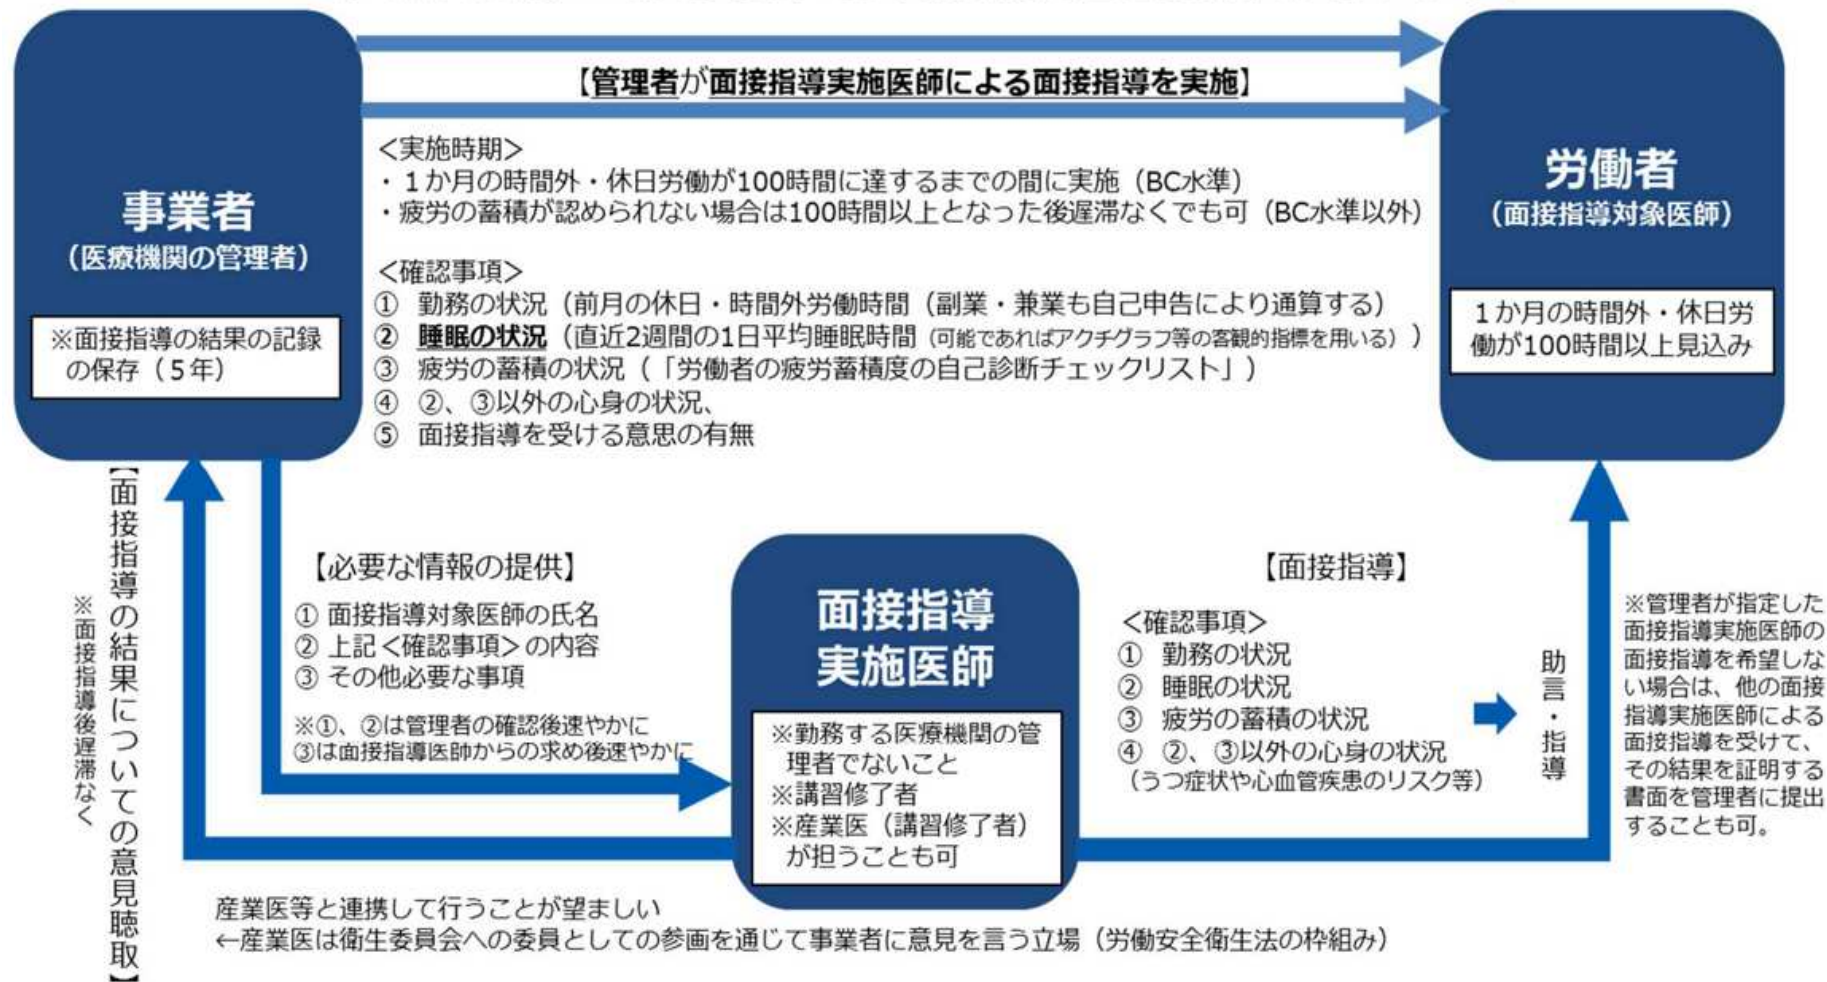 事業者
（医療機関の管理者）
※面接指導の結果の記録
の保存（５年）
【管理者が面接指導実施医師による面接指導を実施】
＜実施時期＞
・１か月の時間外・休日労働が100時間に達するまでの間に実施（BC水準）
・疲労の蓄積が認められない場合は100時間以上となった後遅滞なくでも可（BC水準以外）
＜確認事項＞
① 勤務の状況（前月の休日・時間外労働時間（副業・兼業も自己申告により通算する）
② 睡眠の状況（直近2週間の1日平均睡眠時間（可能であればアクチグラフ等の客観的指標を用いる））
③ 疲労の蓄積の状況（「労働者の疲労蓄積度の自己診断チェックリスト」）
④ ②、③以外の心身の状況、
⑤ 面接指導を受ける意思の有無
労働者
（面接指導対象医師）
１か月の時間外・休日労
働が100時間以上見込み
【面接指導の結果についての意見聴取】
※面接指導後遅滞なく
【必要な情報の提供】
① 面接指導対象医師の氏名
② 上記＜確認事項＞の内容
③ その他必要な事項
※①、②は管理者の確認後速やかに
③は面接指導医師からの求め後速やかに
面接指導
実施医師
※勤務する医療機関の管
理者でないこと
※講習修了者
※産業医（講習修了者）
が担うことも可
【面接指導】
＜確認事項＞
① 勤務の状況
② 睡眠の状況
③ 疲労の蓄積の状況
④ ②、③以外の心身の状況
（うつ症状や心血管疾患のリスク等）
助言・指導
※管理者が指定した
面接指導実施医師の
面接指導を希望しな
い場合は、他の面接
指導実施医師による
面接指導を受けて、
その結果を証明する
書面を管理者に提出
することも可。
産業医等と連携して行うことが望ましい
←産業医は衛生委員会への委員としての参画を通じて事業者に意見を言う立場（労働安全衛生法の枠組み）